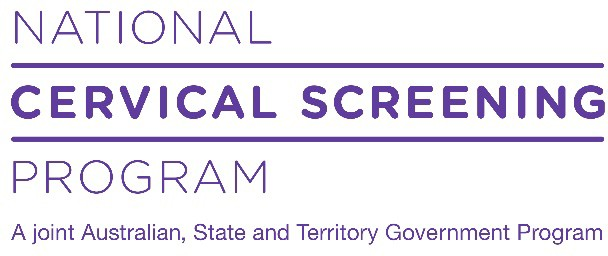 NATIONAL
CERVICAL SCREENING
PROGRAM
A joint Australian, State and Territory Government Program